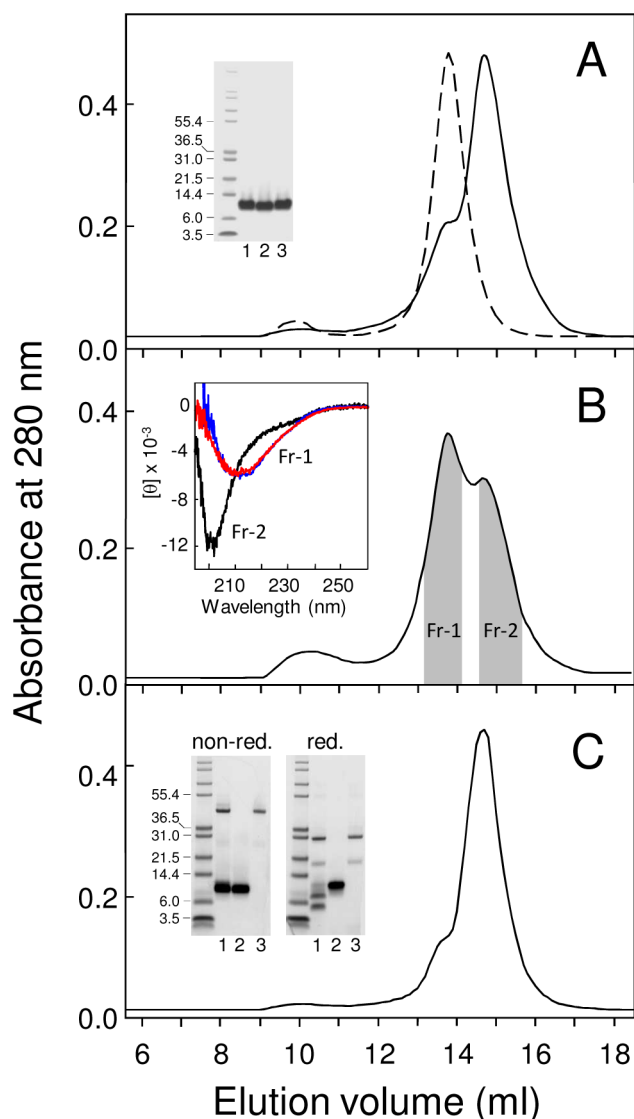 Absorbance at 280 nm
A
0.4
0.2
0.0
55.4
36.5
31.0
21.5
14.4
6.0
3.5
1 2 3
B
0.4
0.2
0.0
0
-4
-8
-12
[θ] x 10⁻³
Fr-1
Fr-2
210 230 250
Wavelength (nm)
Fr-1 Fr-2
C
0.4
0.2
0.0
non-red. red.
55.4
36.5
31.0
21.5
14.4
6.0
3.5
1 2 3 1 2 3
6 8 10 12 14 16 18
Elution volume (ml)